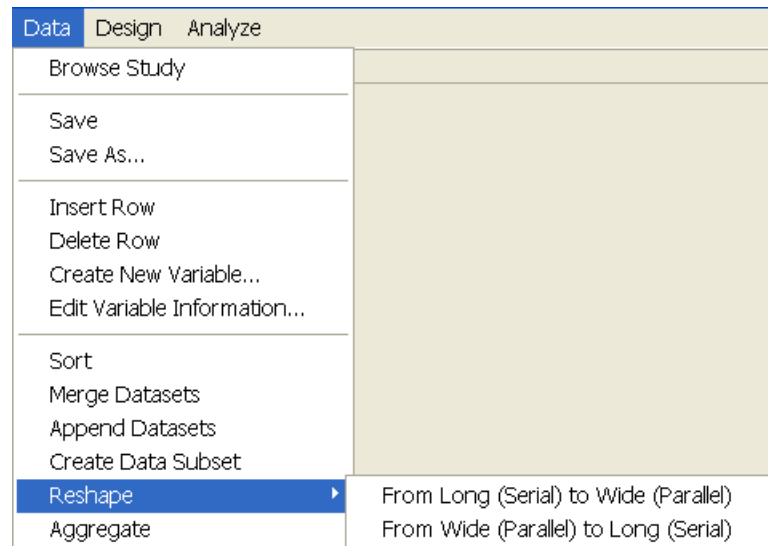 Data Design Analyze
Browse Study
Save
Save As...
Insert Row
Delete Row
Create New Variable...
Edit Variable Information...
Sort
Merge Datasets
Append Datasets
Create Data Subset
Reshape
From Long (Serial) to Wide (Parallel)
Aggregate
From Wide (Parallel) to Long (Serial)